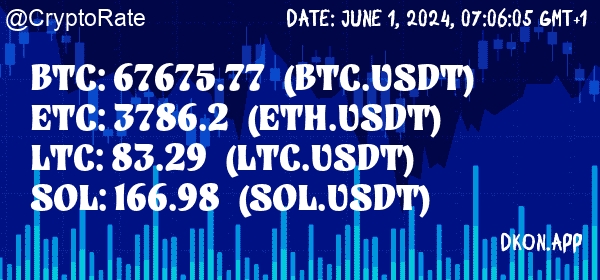 @CryptoRate
DATE: JUNE 1, 2024, 07:06:05 GMT+1
BTC: 67675.77 (BTC.USDT)
ETC: 3786.2 (ETH.USDT)
LTC: 83.29 (LTC.USDT)
SOL: 166.98 (SOL.USDT)
DKON.APP